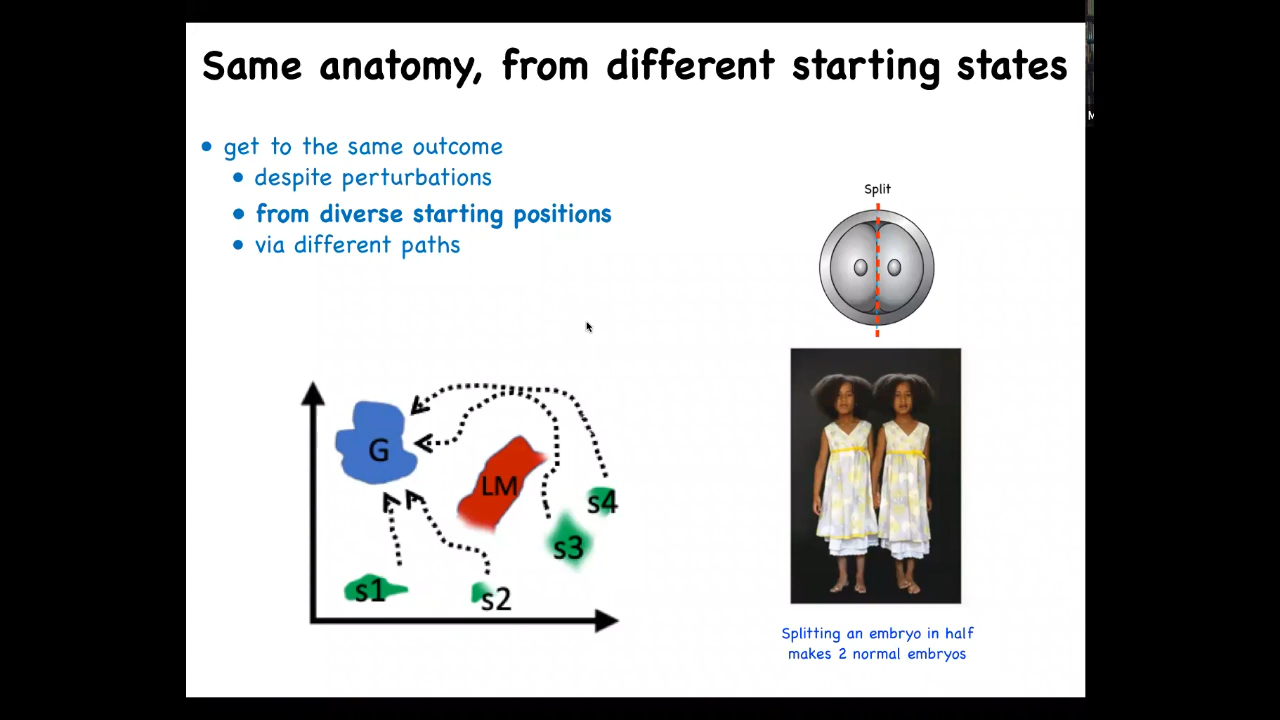 Same anatomy, from different starting states
• get to the same outcome
• despite perturbations
• from diverse starting positions
• via different paths
Split
G
LM
s4
s3
s1
s2
Splitting an embryo in half
makes 2 normal embryos
M